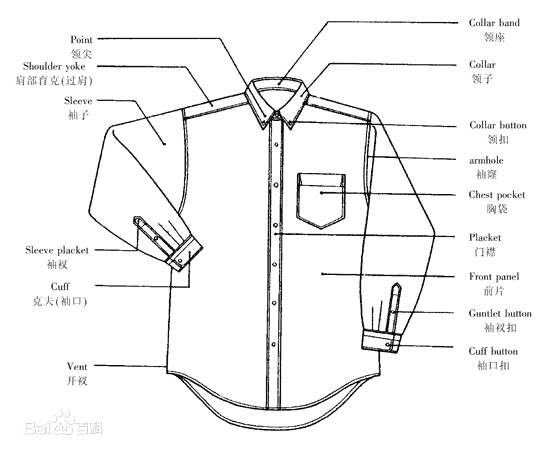 Point
领尖
Shoulder yoke
肩部育克(过肩)
Sleeve
袖子
Sleeve placket
袖衩
Cuff
克夫(袖口)
Vent
开衩
Collar band
领座
Collar
领子
Collar button
领扣
armhole
袖窿
Chest pocket
胸袋
Placket
门襟
Front panel
前片
Guntlet button
袖衩扣
Cuff button
袖口扣
Bai百科